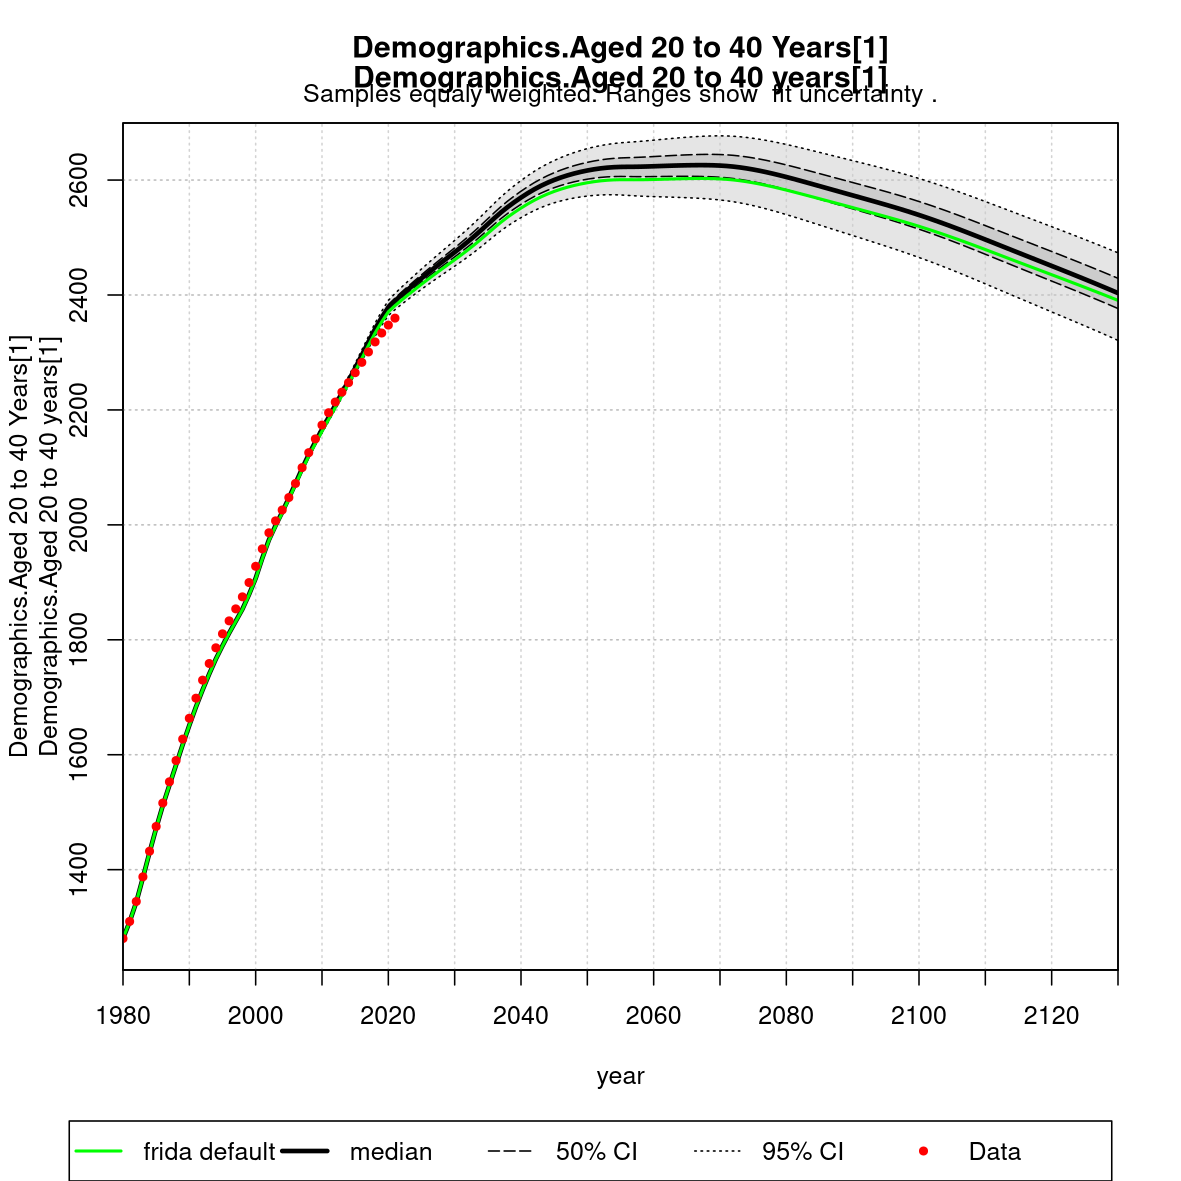 Demographics.Aged 20 to 40 Years[1]
Demographics.Aged 20 to 40 years[1]
Samples equaly weighted. Ranges show  fit uncertainty .
Demographics.Aged 20 to 40 Years[1]
Demographics.Aged 20 to 40 years[1]
2600
2400
2200
2000
1800
1600
1400
1980 2000 2020 2040 2060 2080 2100 2120
year
frida default median 50% CI 95% CI Data